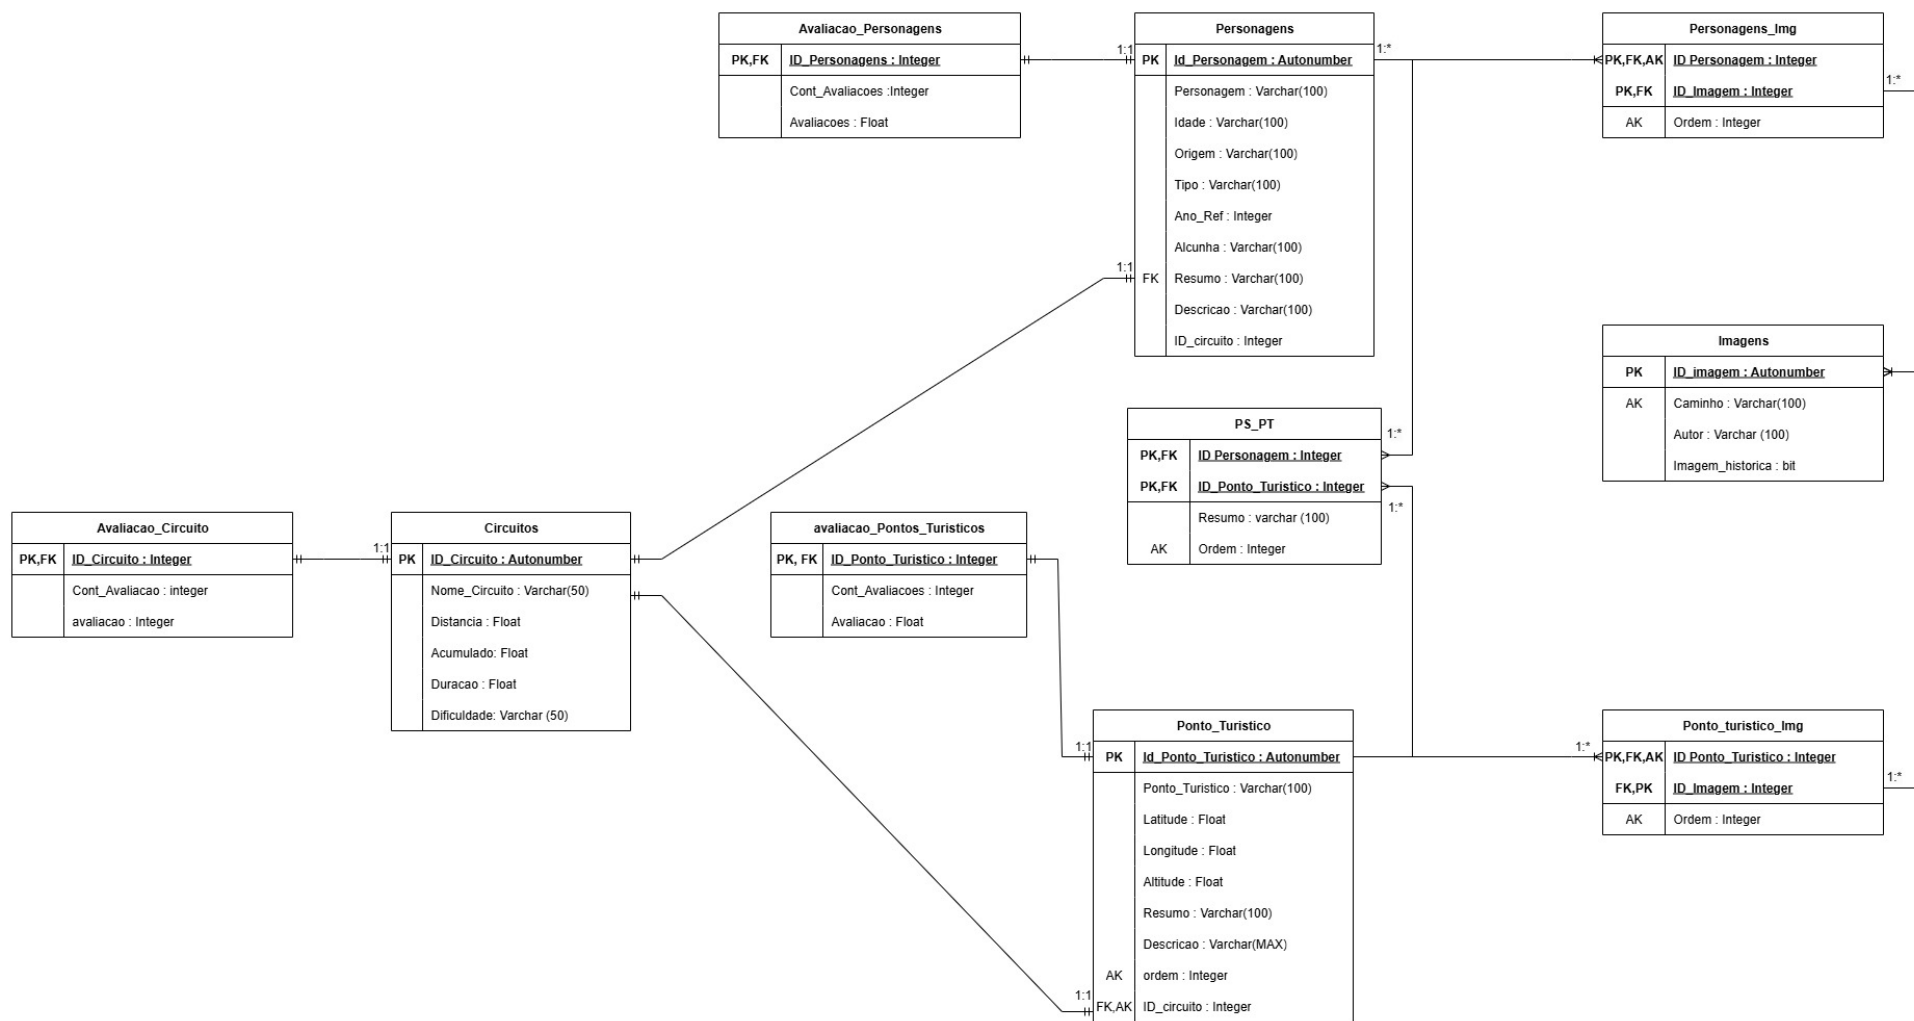 Avaliacao_Personagens
PK,FK ID_Personagens : Integer
Cont_Avaliacoes :Integer
Avaliacoes : Float
1:1
Personagens
PK Id_Personagem : Autonumber
Personagem : Varchar(100)
Idade : Varchar(100)
Origem : Varchar(100)
Tipo : Varchar(100)
Ano_Ref : Integer
Alcunha : Varchar(100)
1:1
FK Resumo : Varchar(100)
Descricao : Varchar(100)
ID_circuito : Integer
1:*
Personagens_Img
PK,FK,AK ID Personagem : Integer
PK,FK ID_Imagem : Integer
AK Ordem : Integer
1:*
Imagens
PK ID_imagem : Autonumber
AK Caminho : Varchar(100)
Autor : Varchar (100)
Imagem_historica : bit
PS_PT
PK,FK ID Personagem : Integer
PK,FK ID_Ponto_Turistico : Integer
Resumo : varchar (100)
AK Ordem : Integer
1:*
1:*
Avaliacao_Circuito
PK,FK ID_Circuito : Integer
Cont_Avaliacao : integer
avaliacao : Integer
1:1
Circuitos
PK ID_Circuito : Autonumber
Nome_Circuito : Varchar(50)
Distancia : Float
Acumulado: Float
Duracao : Float
Dificuldade: Varchar (50)
avaliacao_Pontos_Turisticos
PK, FK ID_Ponto_Turistico : Integer
Cont_Avaliacoes : Integer
Avaliacao : Float
1:1
Ponto_Turistico
PK Id_Ponto_Turistico : Autonumber
Ponto_Turistico : Varchar(100)
Latitude : Float
Longitude : Float
Altitude : Float
Resumo : Varchar(100)
Descricao : Varchar(MAX)
AK ordem : Integer
1:1
FK,AK ID_circuito : Integer
1:*
Ponto_turistico_Img
PK,FK,AK ID Ponto_Turistico : Integer
FK,PK ID_Imagem : Integer
AK Ordem : Integer
1:*